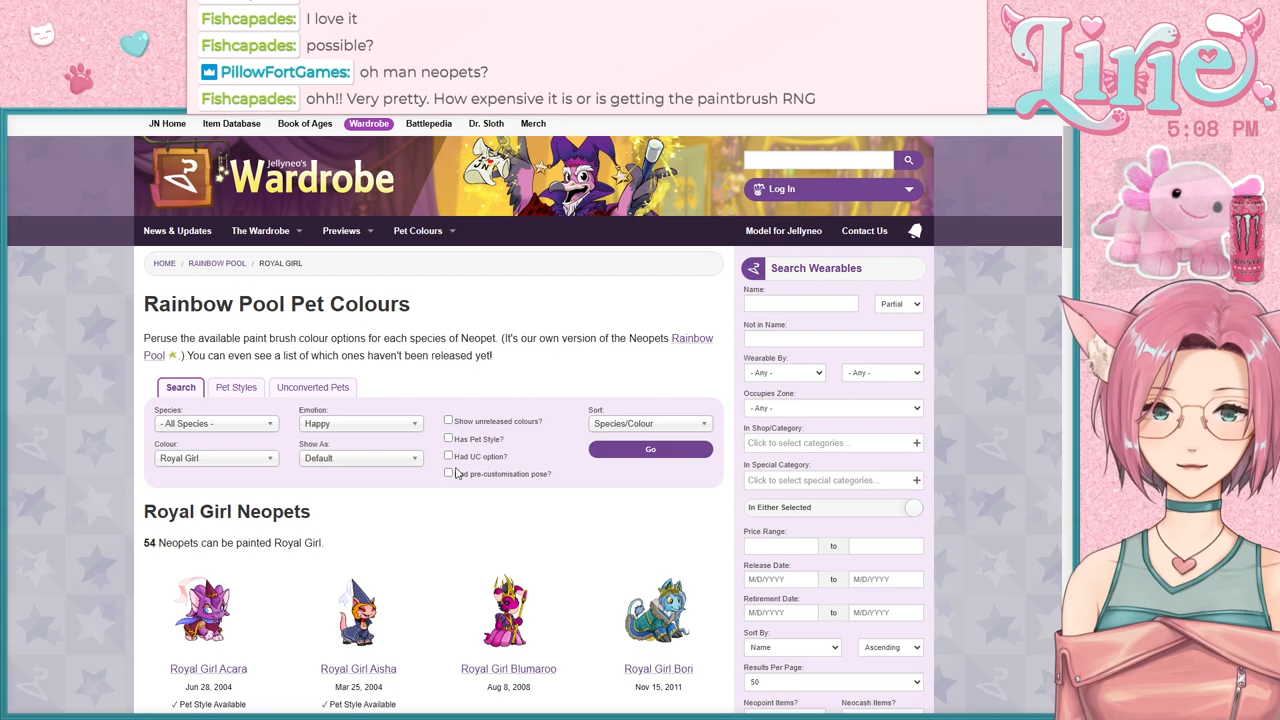 Fishcapades: I love it
Fishcapades: possible?
PillowFortGames: oh man neopets?
Fishcapades: ohh!! Very pretty. How expensive it is or is getting the paintbrush RNG
Lirie
5:08 PM
JN Home Item Database Book of Ages Wardrobe Battlepedia Dr. Sloth Merch
Jellyneo's
Wardrobe
Log In
News & Updates The Wardrobe Previews Pet Colours Model for Jellyneo Contact Us
HOME / RAINBOW POOL / ROYAL GIRL
Rainbow Pool Pet Colours
Peruse the available paint brush colour options for each species of Neopet. (It's our own version of the Neopets Rainbow
Pool .) You can even see a list of which ones haven't been released yet!
Search Pet Styles Unconverted Pets
Species: Emotion: Show unreleased colours? Sort:
- All Species - Happy Has Pet Style? Species/Colour
Colour: Show As: Had UC option? Go
Royal Girl Default pre-customisation pose?
Royal Girl Neopets
54 Neopets can be painted Royal Girl.
Royal Girl Acara Royal Girl Aisha Royal Girl Blumaroo Royal Girl Bori
Jun 28, 2004 Mar 25, 2004 Aug 8, 2008 Nov 15, 2011
✓ Pet Style Available ✓ Pet Style Available
Search Wearables
Name:
Partial
Not in Name:
Wearable By:
- Any - - Any -
Occupies Zone:
- Any -
In Shop/Category:
Click to select categories... +
In Special Category:
Click to select special categories... +
In Either Selected
Price Range:
to
Release Date:
M/D/YYYY to M/D/YYYY
Retirement Date:
M/D/YYYY to M/D/YYYY
Sort By:
Name Ascending
Results Per Page:
50
Neopoint Items? Neocash Items?